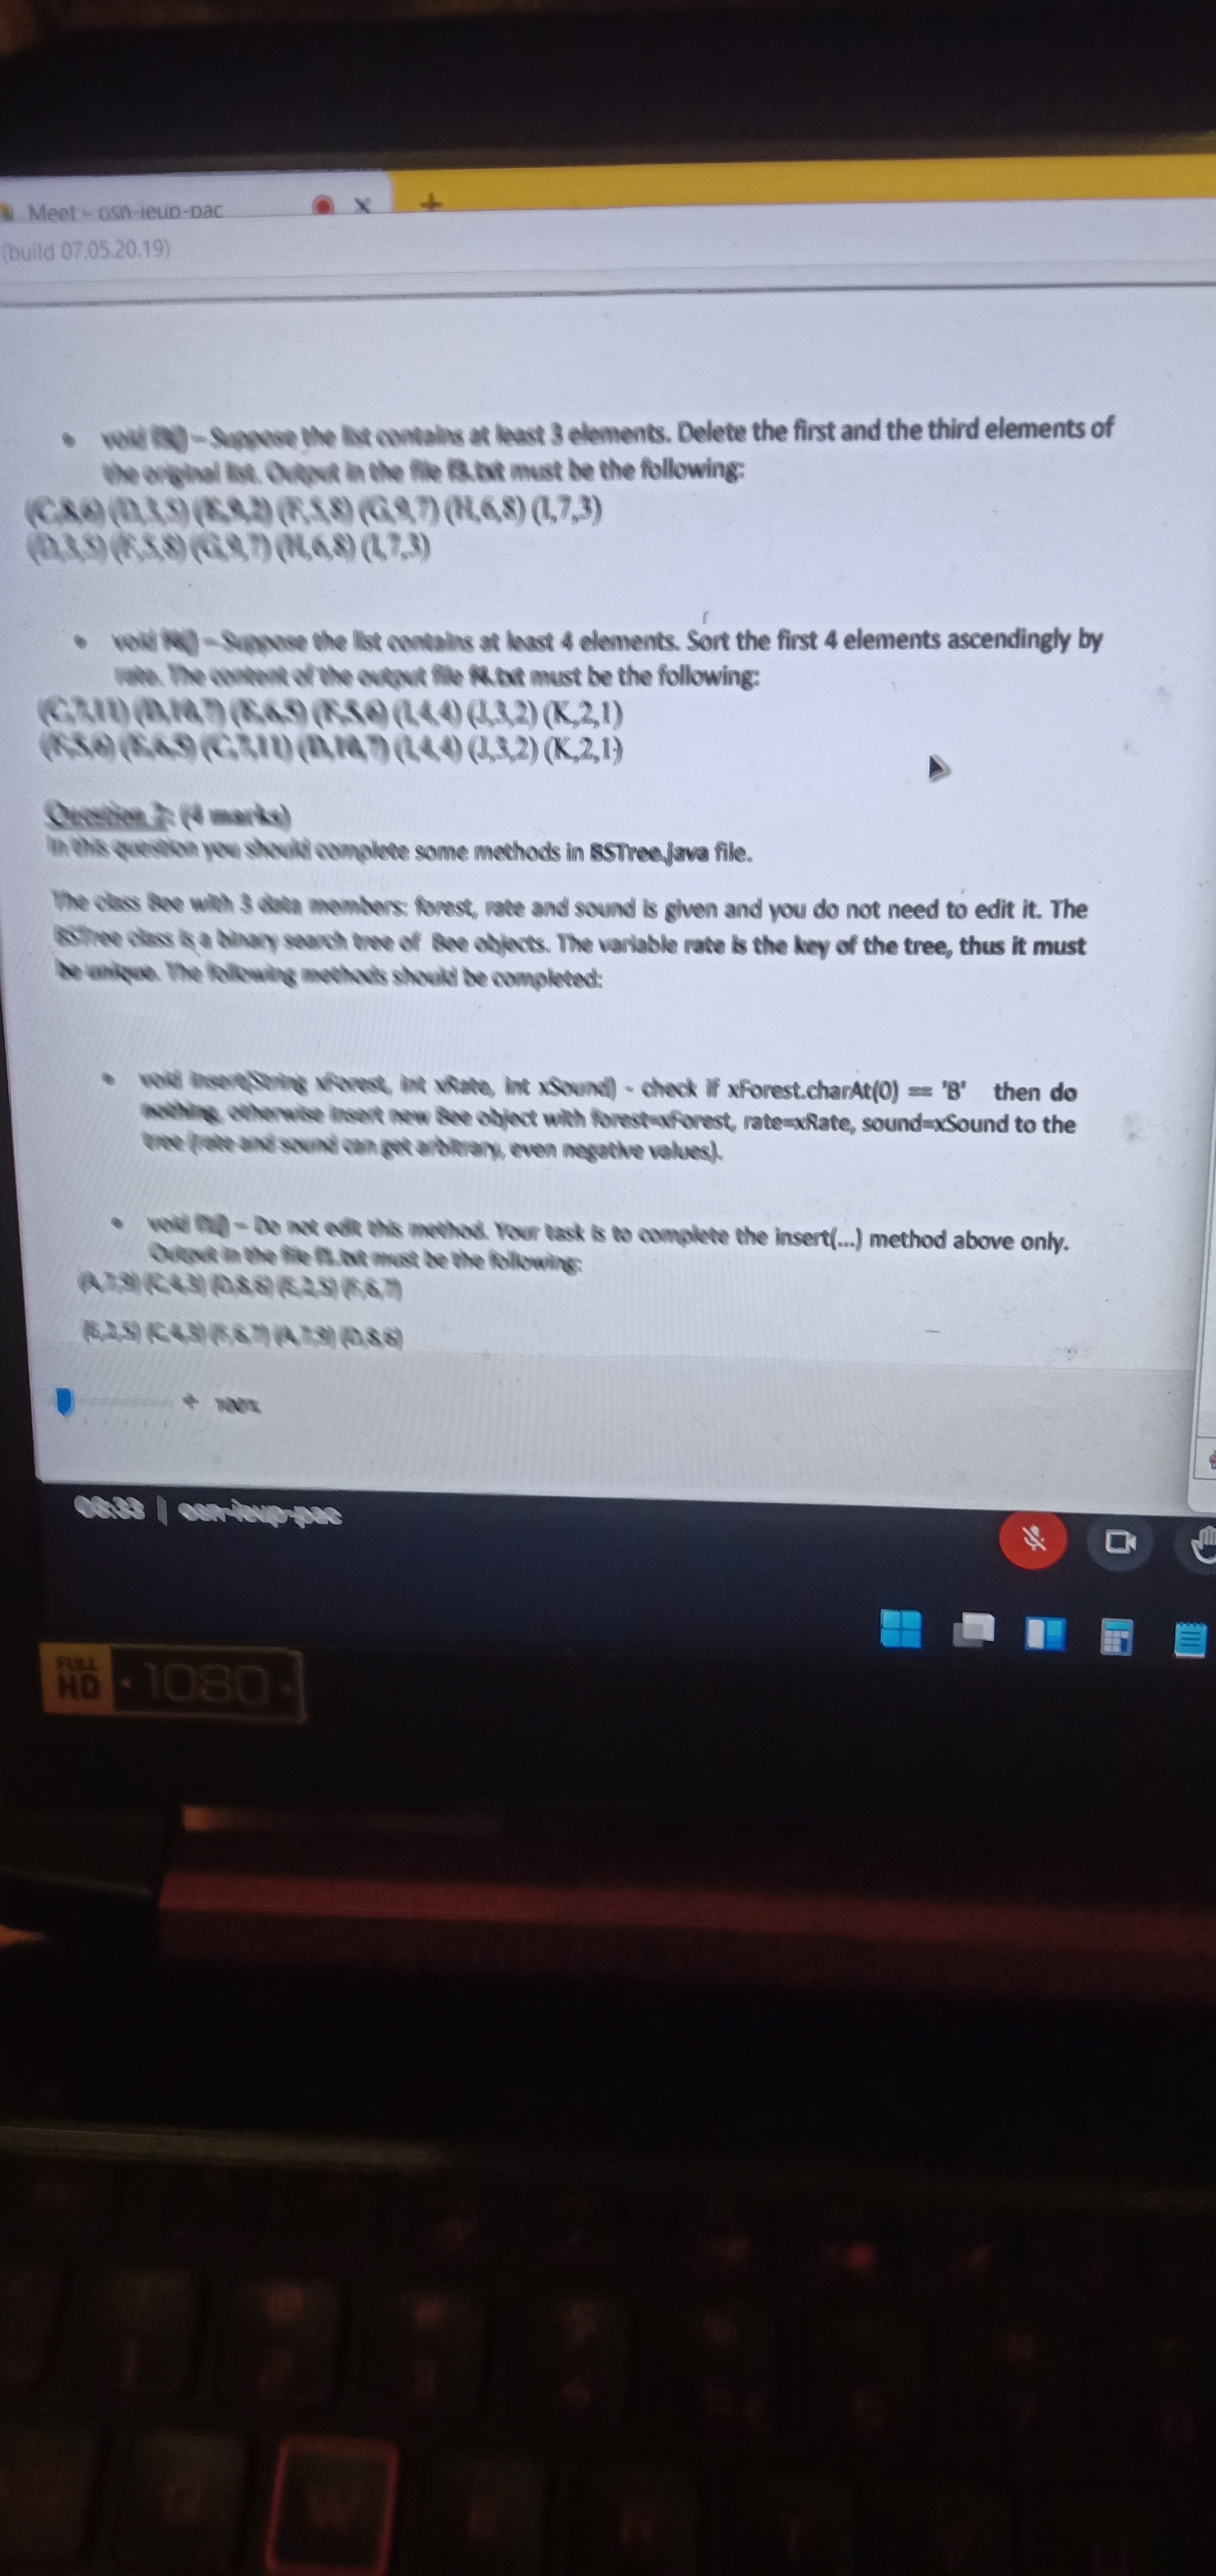 Meet - osn-ieup-pac
(build 07.05.20.19)
• void f3() – Suppose the list contains at least 3 elements. Delete the first and the third elements of
the original list. Output in the file f3.txt must be the following:
(C,8,6) (D,3,5) (E,9,2) (F,5,8) (G,9,7) (H,6,8) (I,7,3)
(D,3,5) (F,5,8) (G,9,7) (H,6,8) (I,7,3)
• void f4() – Suppose the list contains at least 4 elements. Sort the first 4 elements ascendingly by
rate. The content of the output file f4.txt must be the following:
(C,7,11) (D,10,7) (E,6,9) (F,5,6) (I,4,4) (J,3,2) (K,2,1)
(F,5,6) (E,6,9) (C,7,11) (D,10,7) (I,4,4) (J,3,2) (K,2,1)
Question 2: (4 marks)
In this question you should complete some methods in BSTree.java file.
The class Bee with 3 data members: forest, rate and sound is given and you do not need to edit it. The
BSTree class is a binary search tree of Bee objects. The variable rate is the key of the tree, thus it must
be unique. The following methods should be completed:
• void insert(String xForest, int xRate, int xSound) - check if xForest.charAt(0) == 'B' then do
nothing, otherwise insert new Bee object with forest=xForest, rate=xRate, sound=xSound to the
tree (rate and sound can get arbitrary, even negative values).
• void f1() – Do not edit this method. Your task is to complete the insert(...) method above only.
Output in the file f1.txt must be the following:
(A,7,9) (C,4,3) (D,8,6) (E,2,5) (F,6,7)
(E,2,5) (C,4,3) (F,6,7) (A,7,9) (D,8,6)
+ 100%
06:33 | osn-ieup-pac
FULL HD 1080